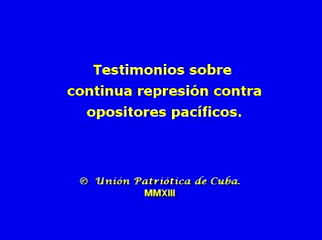 Testimonios sobre
continua represión contra
opositores pacíficos.
© Unión Patriótica de Cuba.
MMXIII